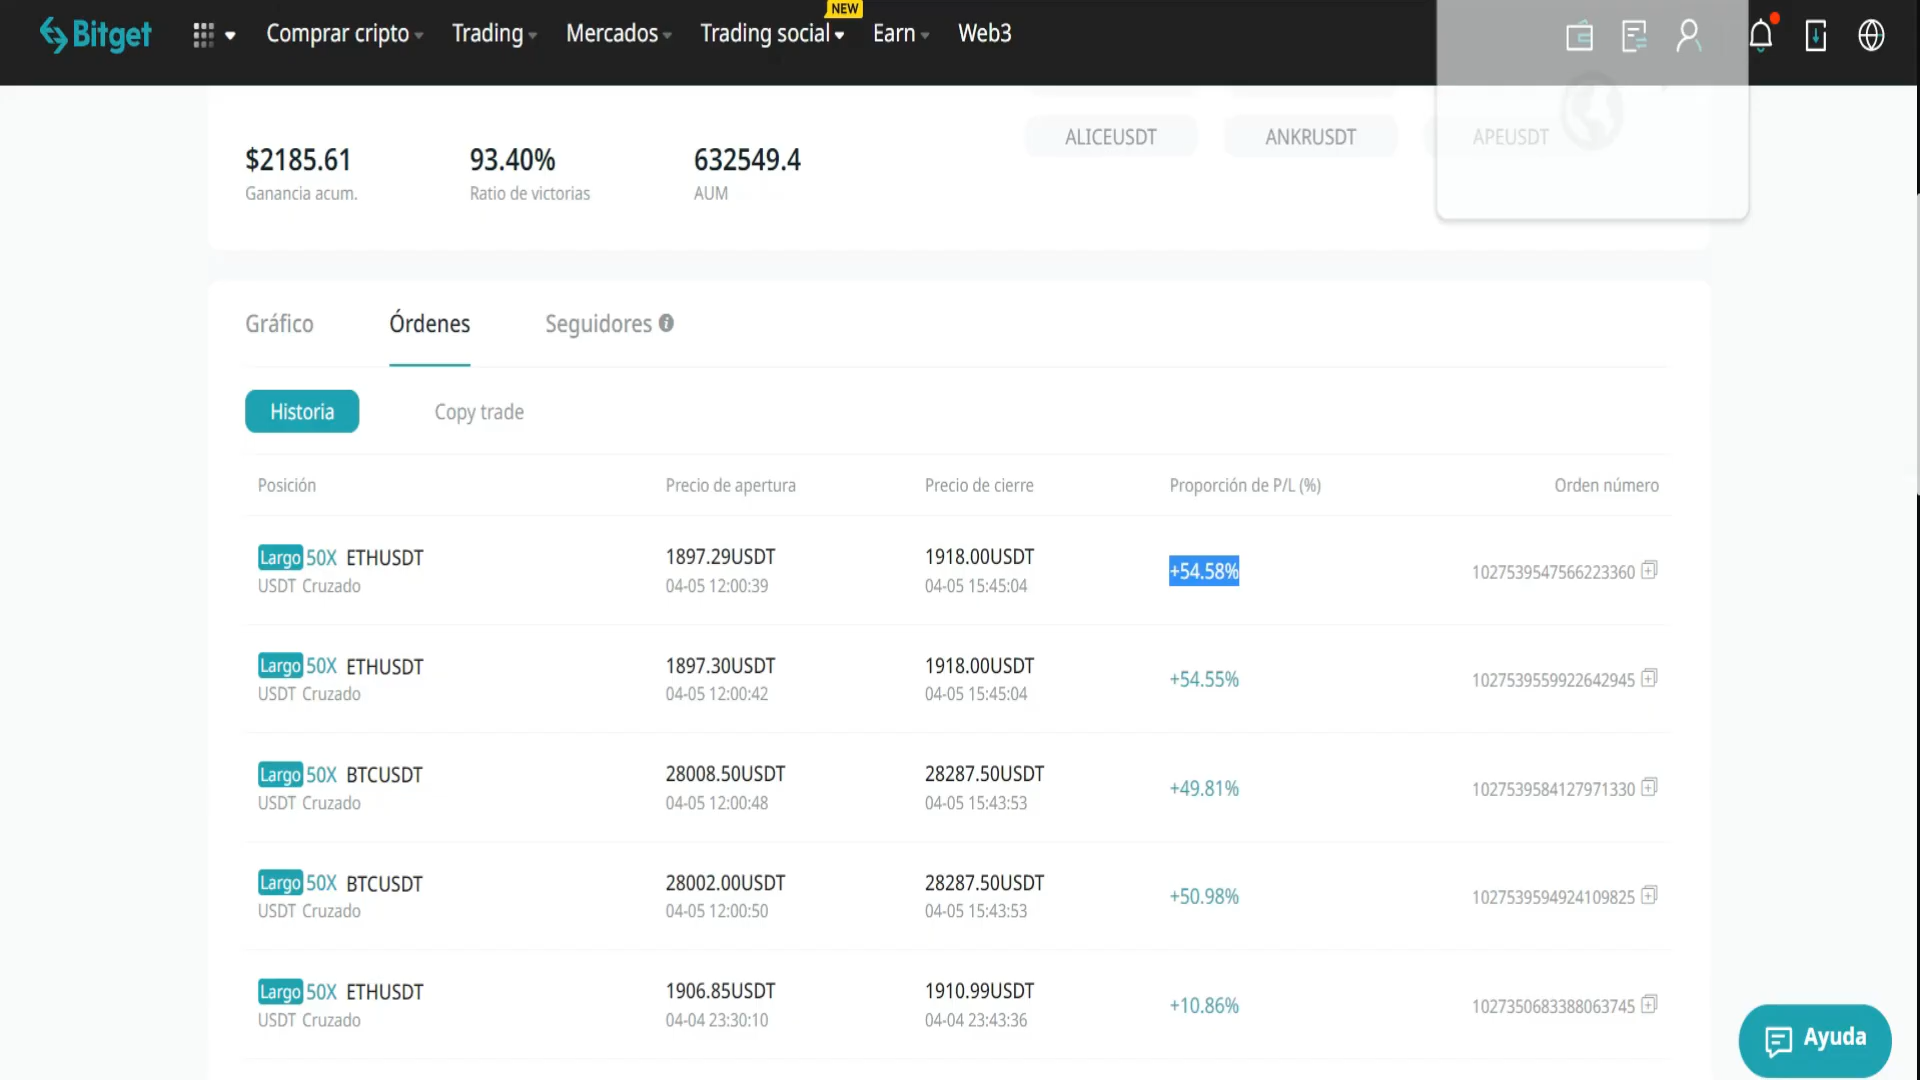 Bitget
Comprar cripto
Trading
Mercados
Trading social
NEW
Earn
Web3
$2185.61
Ganancia acum.
93.40%
Ratio de victorias
632549.4
AUM
ALICEUSDT
ANKRUSDT
APEUSDT
Gráfico
Órdenes
Seguidores
Historia
Copy trade
Posición
Precio de apertura
Precio de cierre
Proporción de P/L (%)
Orden número
Largo 50X ETHUSDT
USDT Cruzado
1897.29USDT
04-05 12:00:39
1918.00USDT
04-05 15:45:04
+54.58%
1027539547566223360
Largo 50X ETHUSDT
USDT Cruzado
1897.30USDT
04-05 12:00:42
1918.00USDT
04-05 15:45:04
+54.55%
1027539559922642945
Largo 50X BTCUSDT
USDT Cruzado
28008.50USDT
04-05 12:00:48
28287.50USDT
04-05 15:43:53
+49.81%
1027539584127971330
Largo 50X BTCUSDT
USDT Cruzado
28002.00USDT
04-05 12:00:50
28287.50USDT
04-05 15:43:53
+50.98%
1027539594924109825
Largo 50X ETHUSDT
USDT Cruzado
1906.85USDT
04-04 23:30:10
1910.99USDT
04-04 23:43:36
+10.86%
1027350683388063745
Ayuda